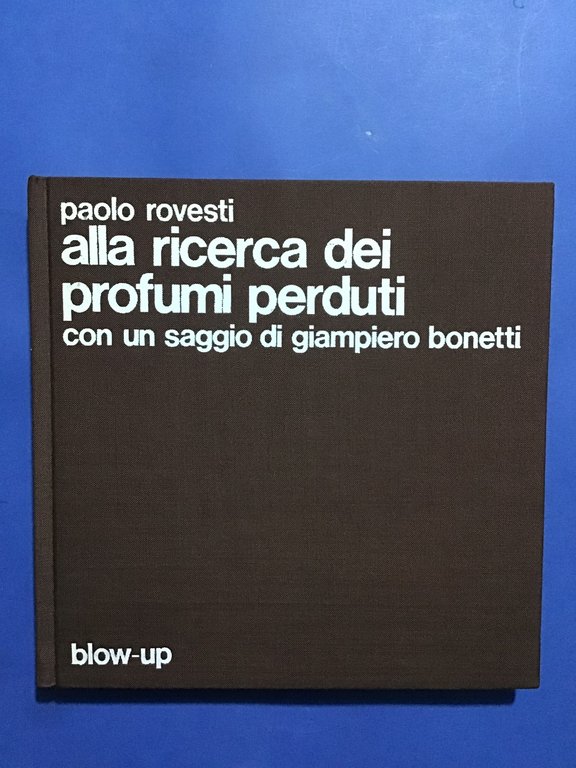 paolo rovesti
alla ricerca dei
profumi perduti
con un saggio di giampiero bonetti
blow-up